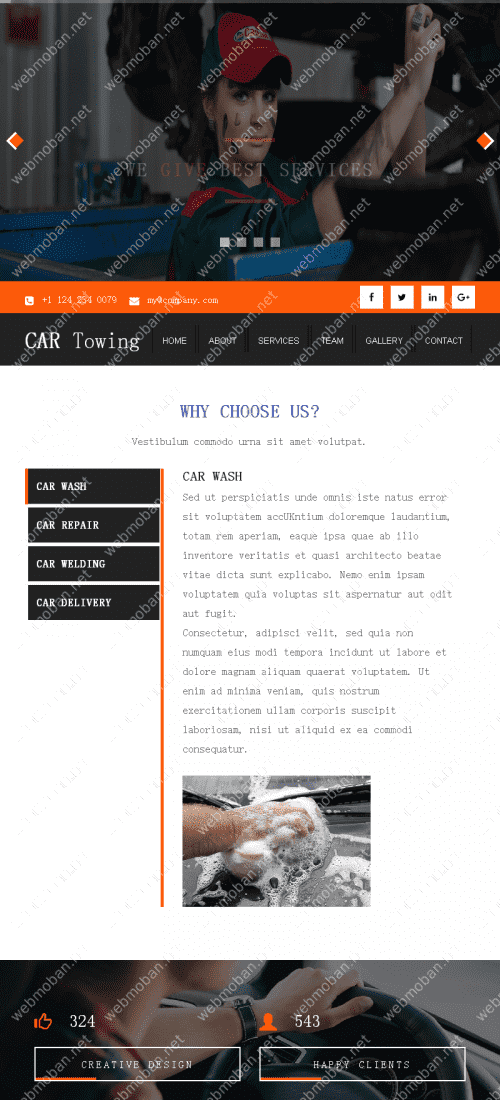 WE GIVE BEST SERVICES
+1 124 254 0079
my@company.com
f
in
G+
CAR Towing
HOME
ABOUT
SERVICES
TEAM
GALLERY
CONTACT
WHY CHOOSE US?
Vestibulum commodo urna sit amet volutpat.
CAR WASH
CAR REPAIR
CAR WELDING
CAR DELIVERY
CAR WASH
Sed ut perspiciatis unde omnis iste natus error
sit voluptatem accUKntium doloremque laudantium,
totam rem aperiam, eaque ipsa quae ab illo
inventore veritatis et quasi architecto beatae
vitae dicta sunt explicabo. Nemo enim ipsam
voluptatem quia voluptas sit aspernatur aut odit
aut fugit.
Consectetur, adipisci velit, sed quia non
numquam eius modi tempora incidunt ut labore et
dolore magnam aliquam quaerat voluptatem. Ut
enim ad minima veniam, quis nostrum
exercitationem ullam corporis suscipit
laboriosam, nisi ut aliquid ex ea commodi
consequatur.
324
CREATIVE DESIGN
543
HAPPY CLIENTS
webmoban.net